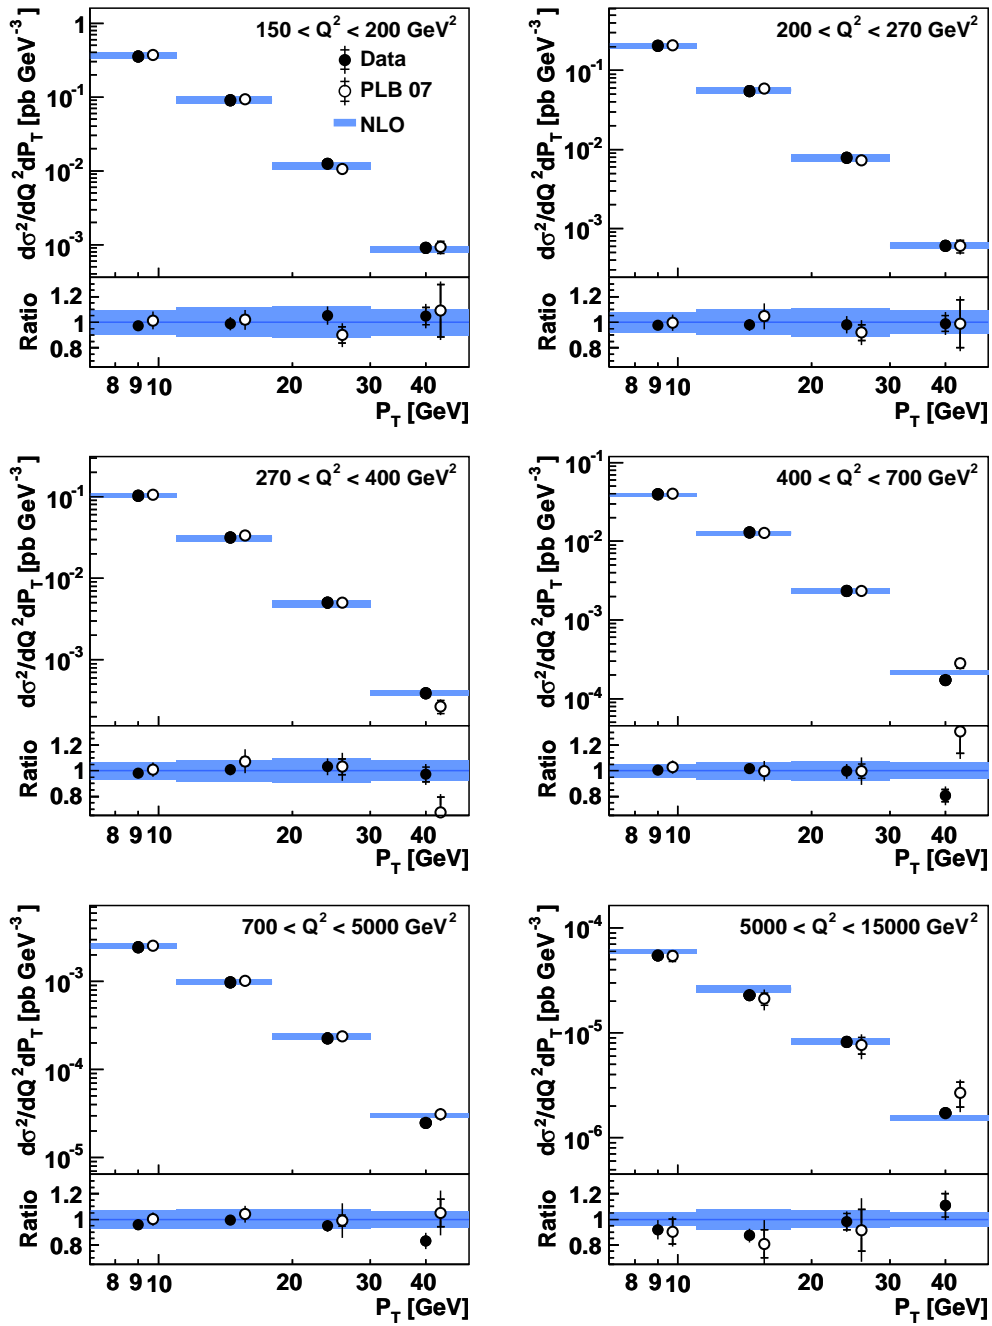 150 < Q² < 200 GeV²
Data
PLB 07
NLO
dσ²/dQ²dP_T [pb GeV⁻³]
1
10⁻¹
10⁻²
10⁻³
Ratio
1.2
1
0.8
8 9 10 20 30 40
P_T [GeV]
200 < Q² < 270 GeV²
dσ²/dQ²dP_T [pb GeV⁻³]
10⁻¹
10⁻²
10⁻³
Ratio
1.2
1
0.8
8 9 10 20 30 40
P_T [GeV]
270 < Q² < 400 GeV²
dσ²/dQ²dP_T [pb GeV⁻³]
10⁻¹
10⁻²
10⁻³
Ratio
1.2
1
0.8
8 9 10 20 30 40
P_T [GeV]
400 < Q² < 700 GeV²
dσ²/dQ²dP_T [pb GeV⁻³]
10⁻¹
10⁻²
10⁻³
10⁻⁴
Ratio
1.2
1
0.8
8 9 10 20 30 40
P_T [GeV]
700 < Q² < 5000 GeV²
dσ²/dQ²dP_T [pb GeV⁻³]
10⁻³
10⁻⁴
10⁻⁵
Ratio
1.2
1
0.8
8 9 10 20 30 40
P_T [GeV]
5000 < Q² < 15000 GeV²
dσ²/dQ²dP_T [pb GeV⁻³]
10⁻⁴
10⁻⁵
10⁻⁶
Ratio
1.2
1
0.8
8 9 10 20 30 40
P_T [GeV]